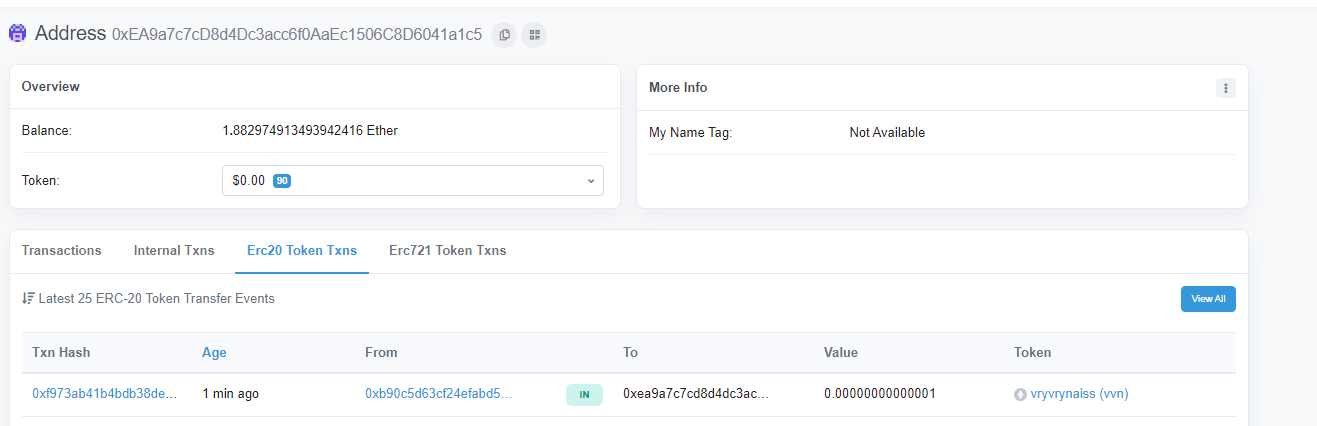 Address 0xEA9a7c7cD8d4Dc3acc6f0AaEc1506C8D6041a1c5
Overview
Balance: 1.882974913493942416 Ether
Token: $0.00 90
More Info
My Name Tag: Not Available
Transactions Internal Txns Erc20 Token Txns Erc721 Token Txns
Latest 25 ERC-20 Token Transfer Events View All
Txn Hash Age From To Value Token
0xf973ab41b4bdb38de... 1 min ago 0xb90c5d63cf24efabd5... IN 0xea9a7c7cd8d4dc3ac... 0.00000000000001 vryvrynaiss (vvn)